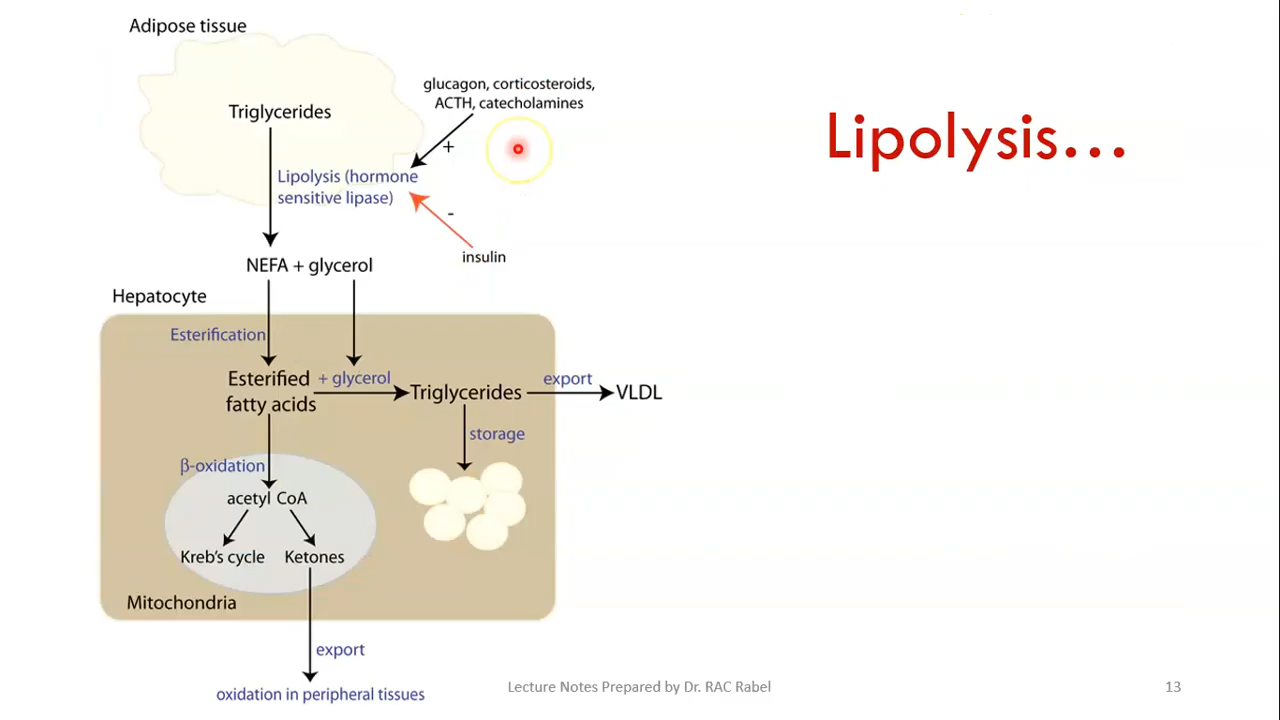 Adipose tissue
glucagon, corticosteroids,
ACTH, catecholamines
Triglycerides
+
Lipolysis (hormone
sensitive lipase)
-
insulin
NEFA + glycerol
Hepatocyte
Esterification
Esterified
fatty acids
+ glycerol
Triglycerides
export
VLDL
storage
β-oxidation
acetyl CoA
Kreb's cycle
Ketones
Mitochondria
export
oxidation in peripheral tissues
Lipolysis...
Lecture Notes Prepared by Dr. RAC Rabel
13